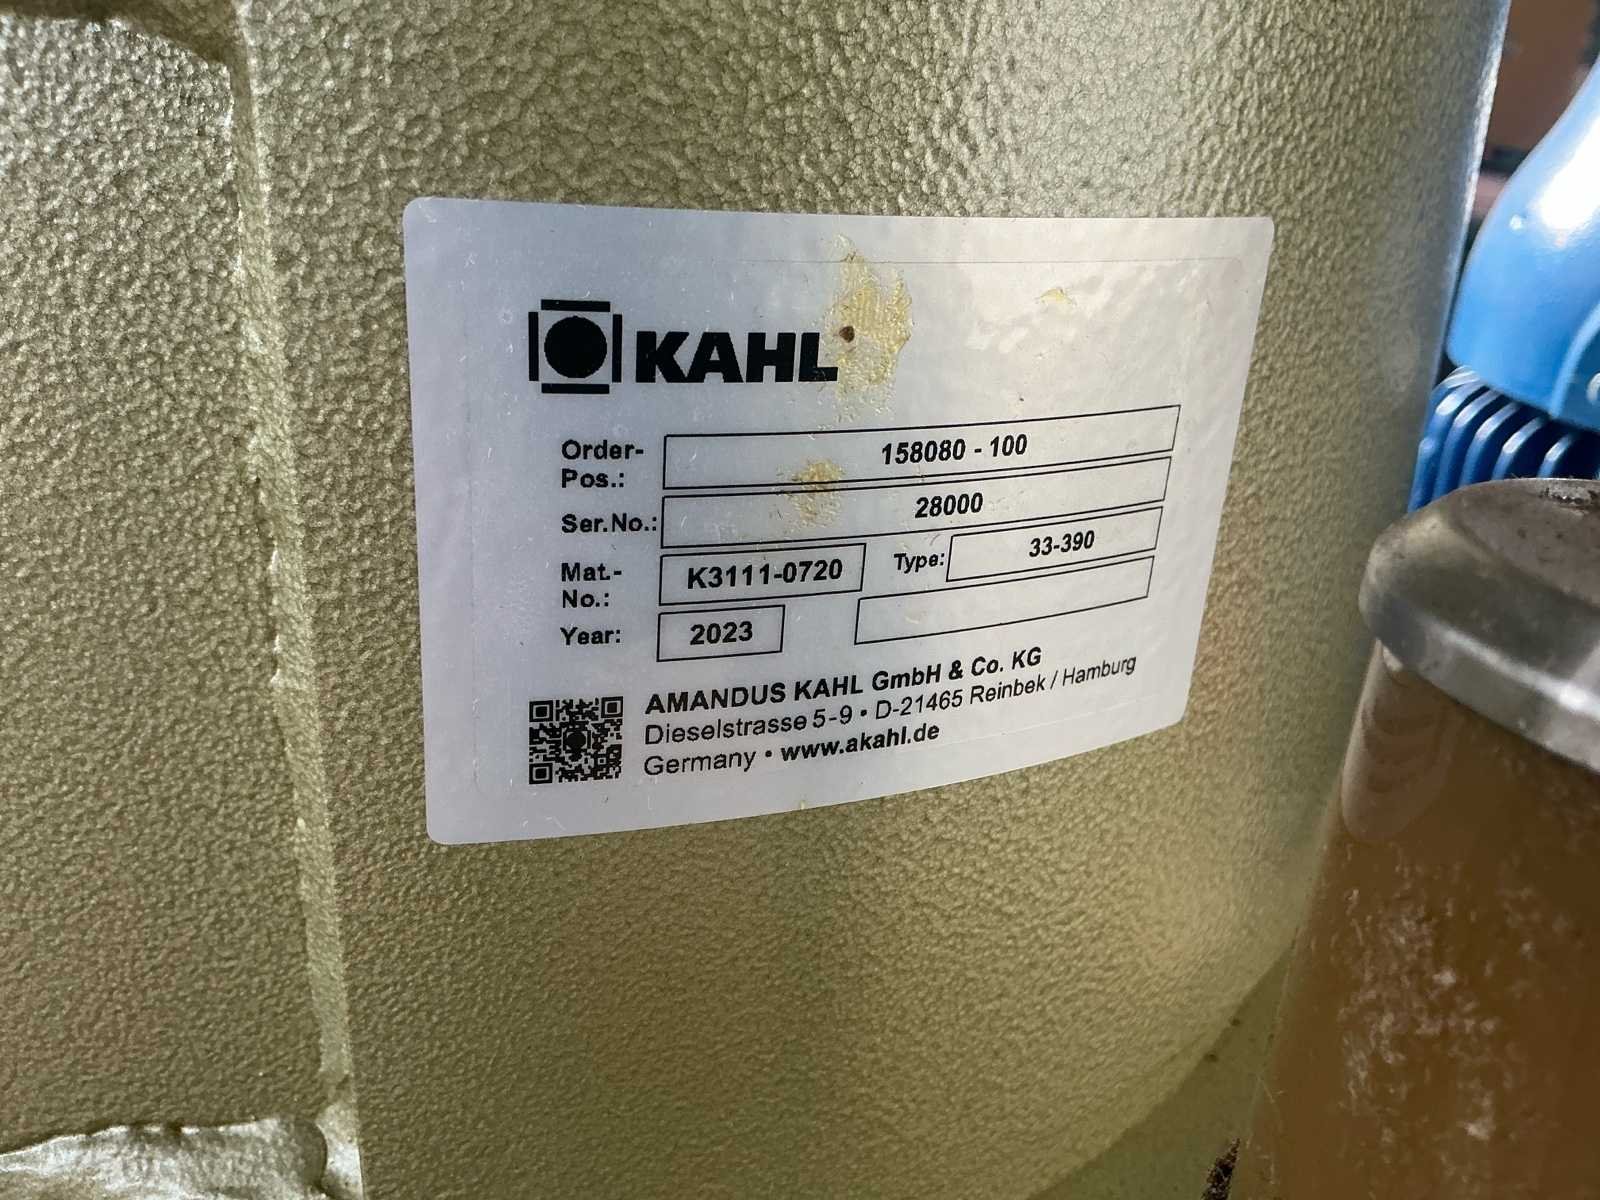 KAHL
Order-Pos.: 158080 - 100
Ser.No.: 28000
Mat.-No.: K3111-0720 Type: 33-390
Year: 2023
AMANDUS KAHL GmbH & Co. KG
Dieselstrasse 5-9 • D-21465 Reinbek / Hamburg
Germany • www.akahl.de